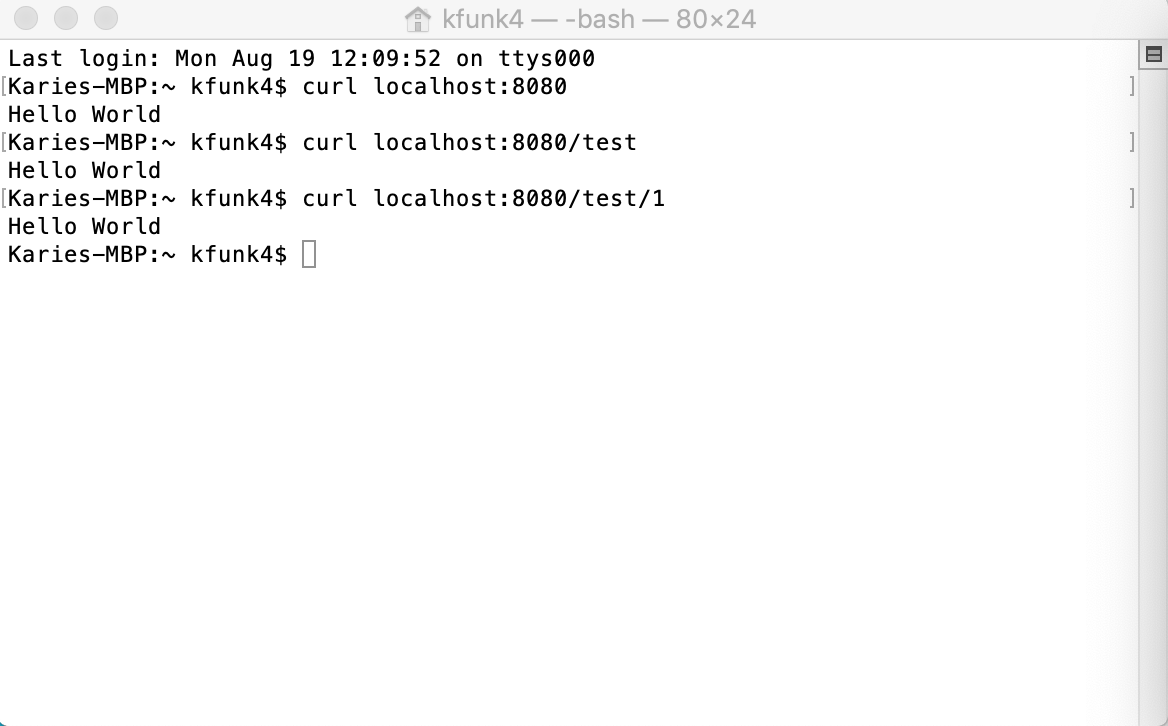 kfunk4 — -bash — 80×24
Last login: Mon Aug 19 12:09:52 on ttys000
[Karies-MBP:~ kfunk4$ curl localhost:8080 ]
Hello World
[Karies-MBP:~ kfunk4$ curl localhost:8080/test ]
Hello World
[Karies-MBP:~ kfunk4$ curl localhost:8080/test/1 ]
Hello World
Karies-MBP:~ kfunk4$